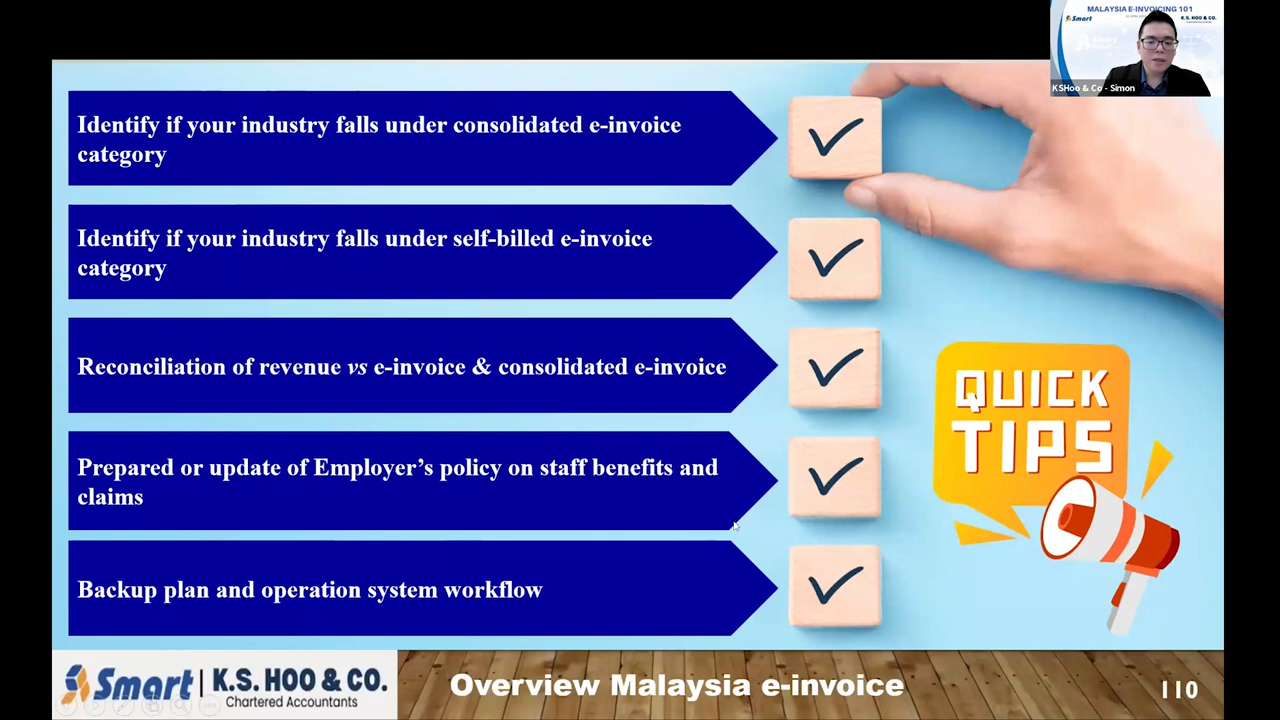 MALAYSIA E-INVOICING 101
Smart
K.S. HOO & CO.
KSHoo & Co - Simon
Identify if your industry falls under consolidated e-invoice
category
Identify if your industry falls under self-billed e-invoice
category
Reconciliation of revenue vs e-invoice & consolidated e-invoice
Prepared or update of Employer's policy on staff benefits and
claims
Backup plan and operation system workflow
QUICK
TIPS
Smart | K.S. HOO & CO.
Chartered Accountants
Overview Malaysia e-invoice
110